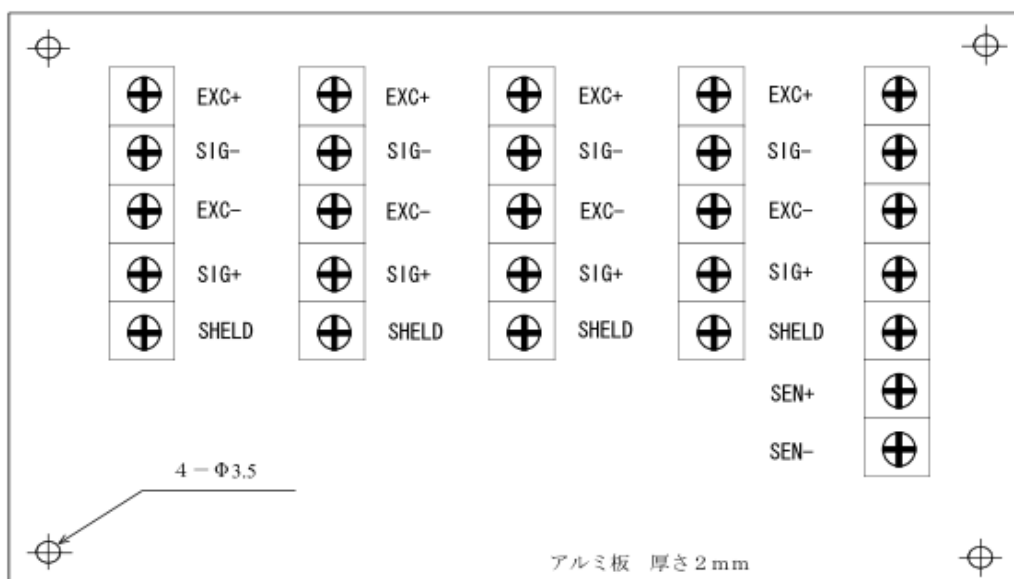 EXC+ EXC+ EXC+ EXC+
SIG- SIG- SIG- SIG-
EXC- EXC- EXC- EXC-
SIG+ SIG+ SIG+ SIG+
SHELD SHELD SHELD SHELD
SEN+
SEN-
4-Φ3.5
アルミ板 厚さ2mm